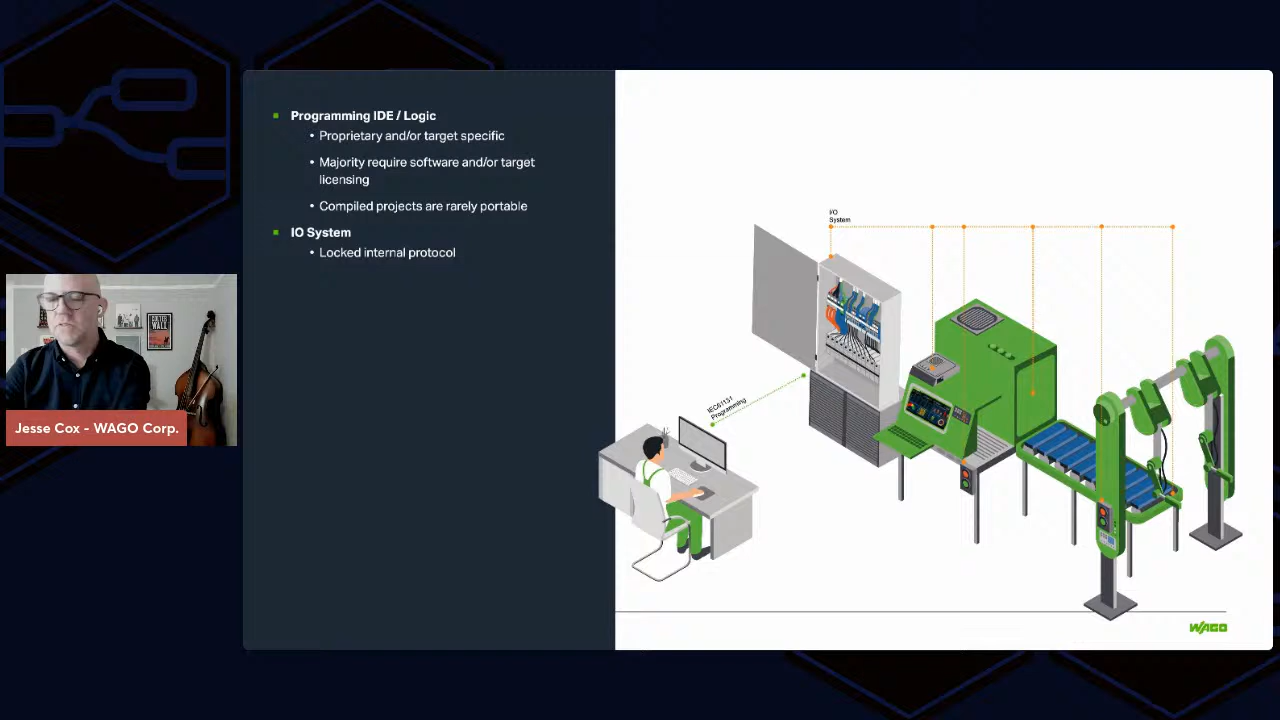 Programming IDE / Logic
Proprietary and/or target specific
Majority require software and/or target
licensing
Compiled projects are rarely portable
IO System
Locked internal protocol
I/O
System
IEC61131
Programming
Jesse Cox - WAGO Corp.
WAGO